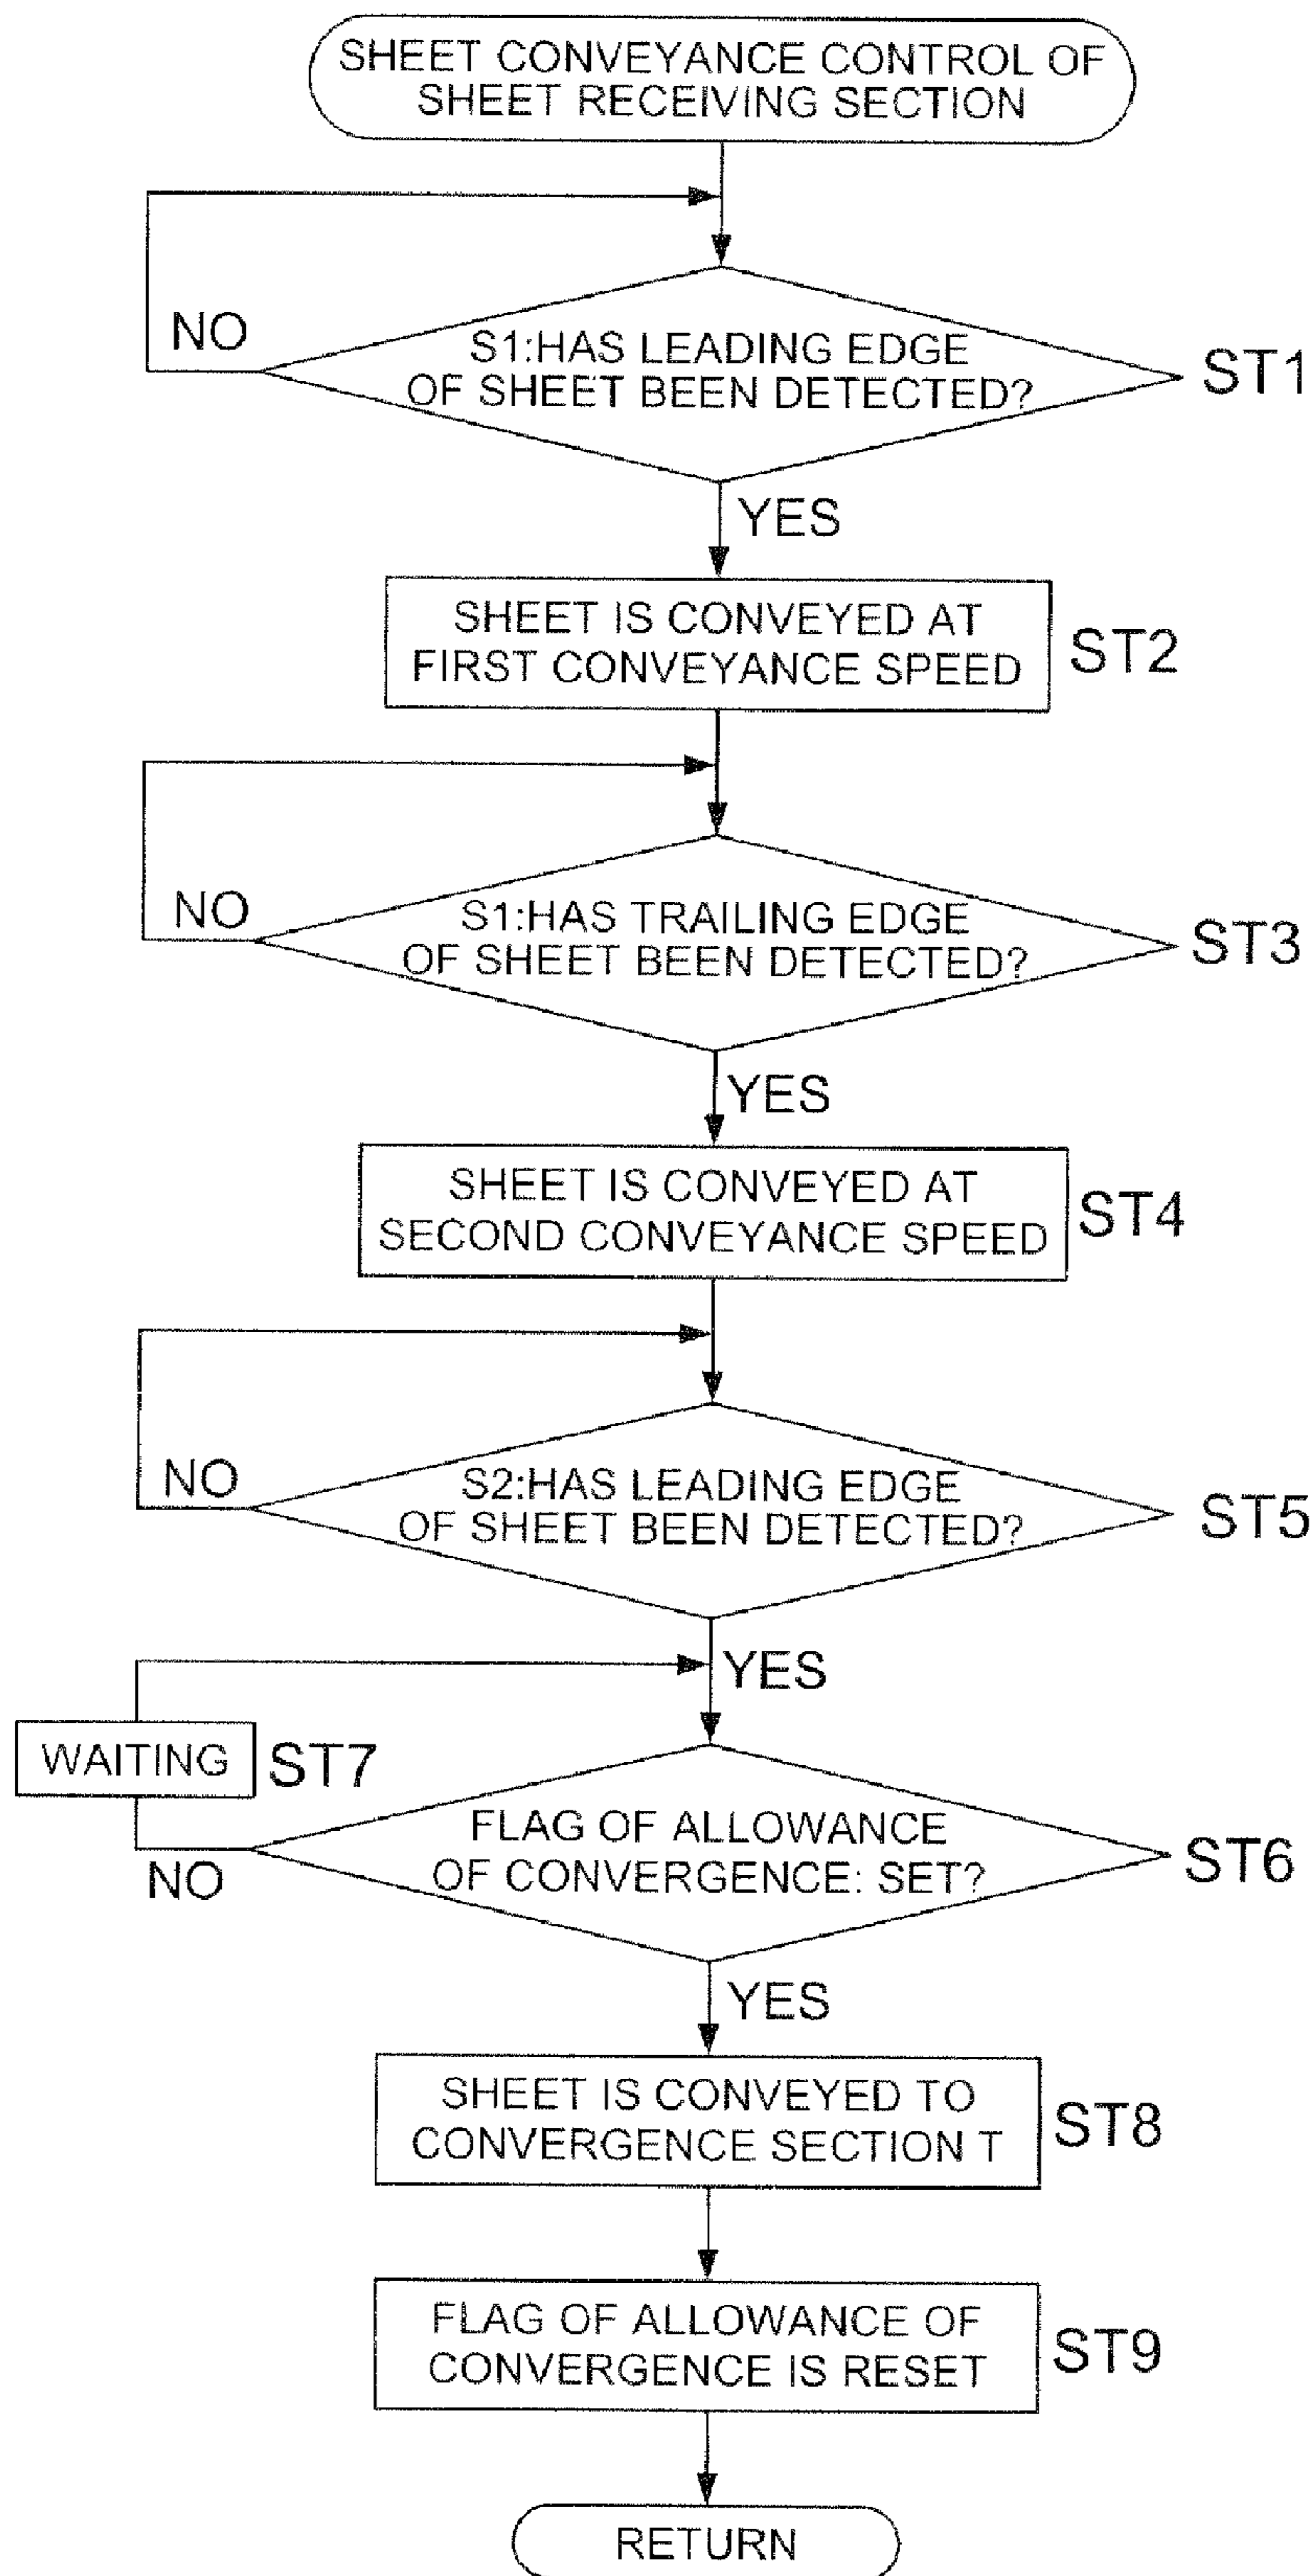 SHEET CONVEYANCE CONTROL OF
SHEET RECEIVING SECTION
NO
S1:HAS LEADING EDGE
OF SHEET BEEN DETECTED?
ST1
YES
SHEET IS CONVEYED AT
FIRST CONVEYANCE SPEED
ST2
NO
S1:HAS TRAILING EDGE
OF SHEET BEEN DETECTED?
ST3
YES
SHEET IS CONVEYED AT
SECOND CONVEYANCE SPEED
ST4
NO
S2:HAS LEADING EDGE
OF SHEET BEEN DETECTED?
ST5
YES
WAITING
ST7
FLAG OF ALLOWANCE
OF CONVERGENCE: SET?
ST6
NO
YES
SHEET IS CONVEYED TO
CONVERGENCE SECTION T
ST8
FLAG OF ALLOWANCE OF
CONVERGENCE IS RESET
ST9
RETURN